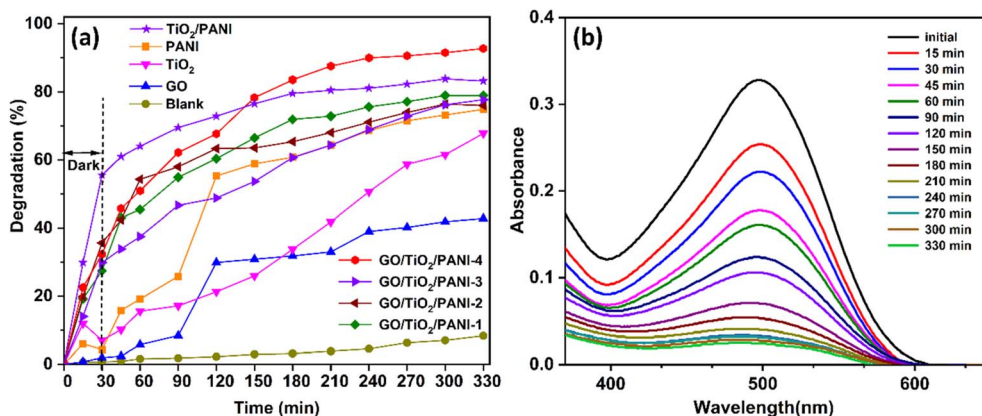 (a)
TiO2/PANI
PANI
TiO2
GO
Blank
Dark
GO/TiO2/PANI-4
GO/TiO2/PANI-3
GO/TiO2/PANI-2
GO/TiO2/PANI-1
Degradation (%)
100
80
60
40
20
0
0 30 60 90 120 150 180 210 240 270 300 330
Time (min)
(b)
initial
15 min
30 min
45 min
60 min
90 min
120 min
150 min
180 min
210 min
240 min
270 min
300 min
330 min
Absorbance
0.4
0.3
0.2
0.1
0.0
400 500 600
Wavelength(nm)